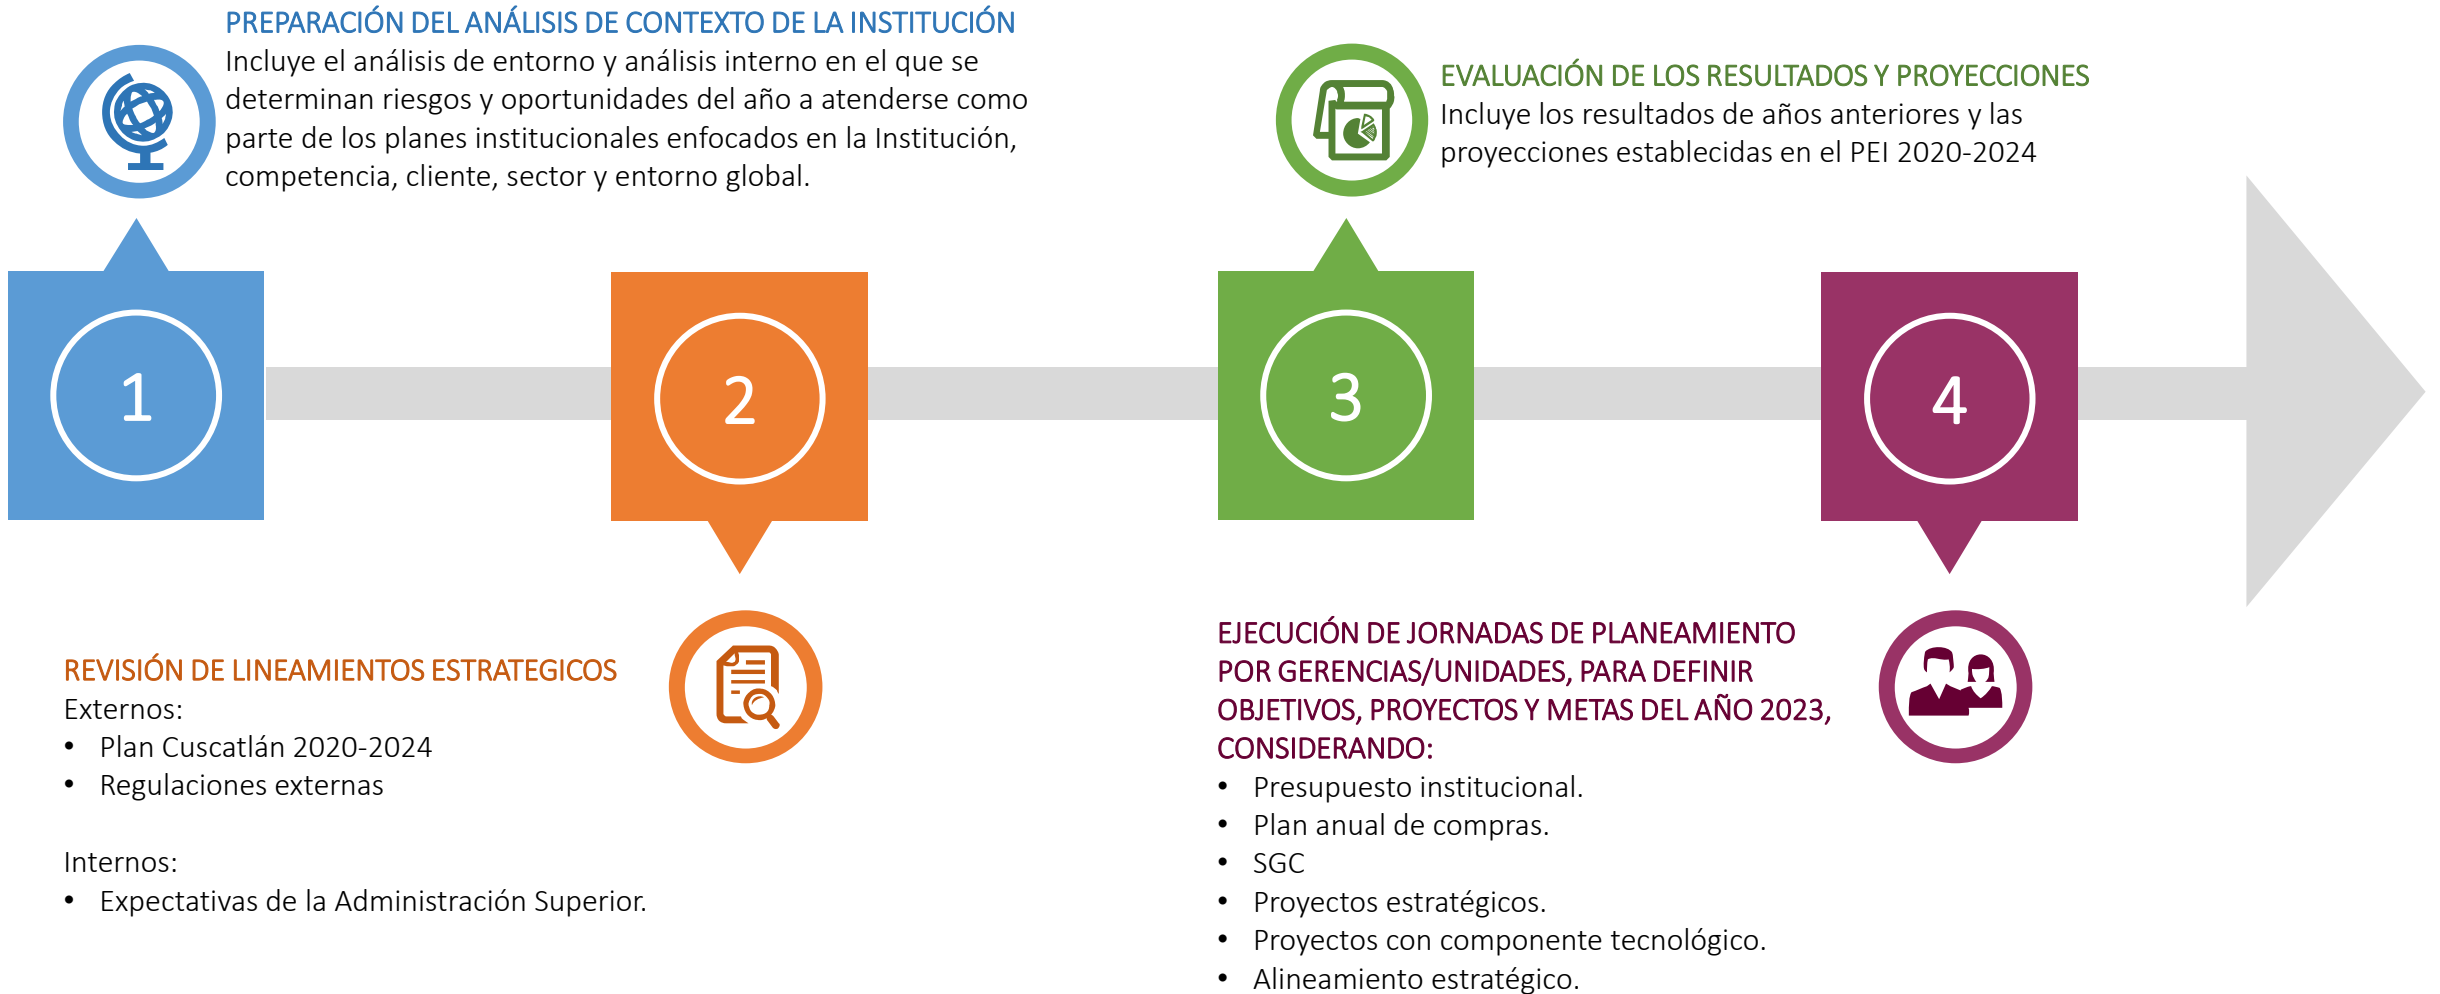 PREPARACIÓN DEL ANÁLISIS DE CONTEXTO DE LA INSTITUCIÓN
Incluye el análisis de entorno y análisis interno en el que se
determinan riesgos y oportunidades del año a atenderse como
parte de los planes institucionales enfocados en la Institución,
competencia, cliente, sector y entorno global.
EVALUACIÓN DE LOS RESULTADOS Y PROYECCIONES
Incluye los resultados de años anteriores y las
proyecciones establecidas en el PEI 2020-2024
1
2
3
4
REVISIÓN DE LINEAMIENTOS ESTRATEGICOS
Externos:
• Plan Cuscatlán 2020-2024
• Regulaciones externas
Internos:
• Expectativas de la Administración Superior.
EJECUCIÓN DE JORNADAS DE PLANEAMIENTO
POR GERENCIAS/UNIDADES, PARA DEFINIR
OBJETIVOS, PROYECTOS Y METAS DEL AÑO 2023,
CONSIDERANDO:
• Presupuesto institucional.
• Plan anual de compras.
• SGC
• Proyectos estratégicos.
• Proyectos con componente tecnológico.
• Alineamiento estratégico.